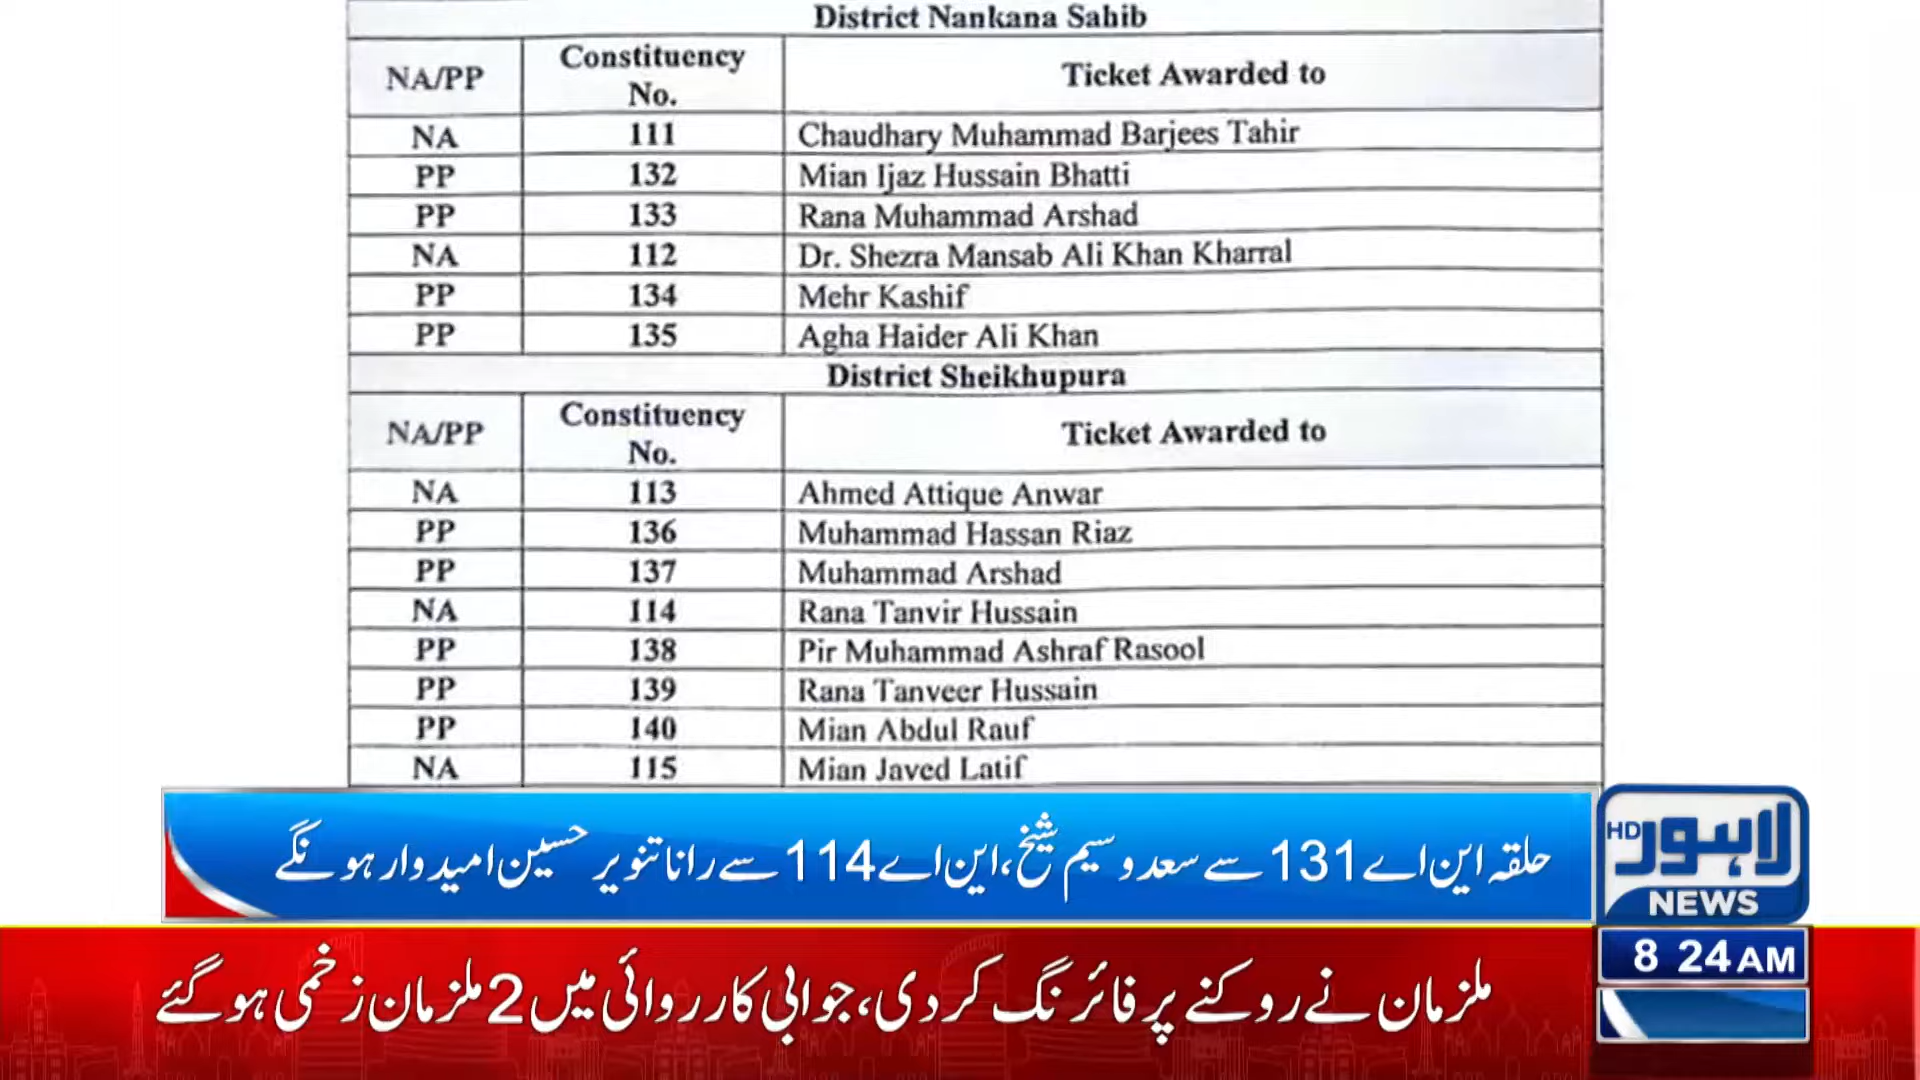 District Nankana Sahib
NA/PP Constituency No. Ticket Awarded to
NA 111 Chaudhary Muhammad Barjees Tahir
PP 132 Mian Ijaz Hussain Bhatti
PP 133 Rana Muhammad Arshad
NA 112 Dr. Shezra Mansab Ali Khan Kharral
PP 134 Mehr Kashif
PP 135 Agha Haider Ali Khan
District Sheikhupura
NA/PP Constituency No. Ticket Awarded to
NA 113 Ahmed Attique Anwar
PP 136 Muhammad Hassan Riaz
PP 137 Muhammad Arshad
NA 114 Rana Tanvir Hussain
PP 138 Pir Muhammad Ashraf Rasool
PP 139 Rana Tanveer Hussain
PP 140 Mian Abdul Rauf
NA 115 Mian Javed Latif
حلقہ این اے 131 سے سعد وسیم شیخ، این اے 114 سے رانا تنویر حسین امیدوار ہونگے
لاہور HD
NEWS
8 24 AM
ملزمان نے روکنے پر فائرنگ کر دی، جوابی کارروائی میں 2 ملزمان زخمی ہو گئے